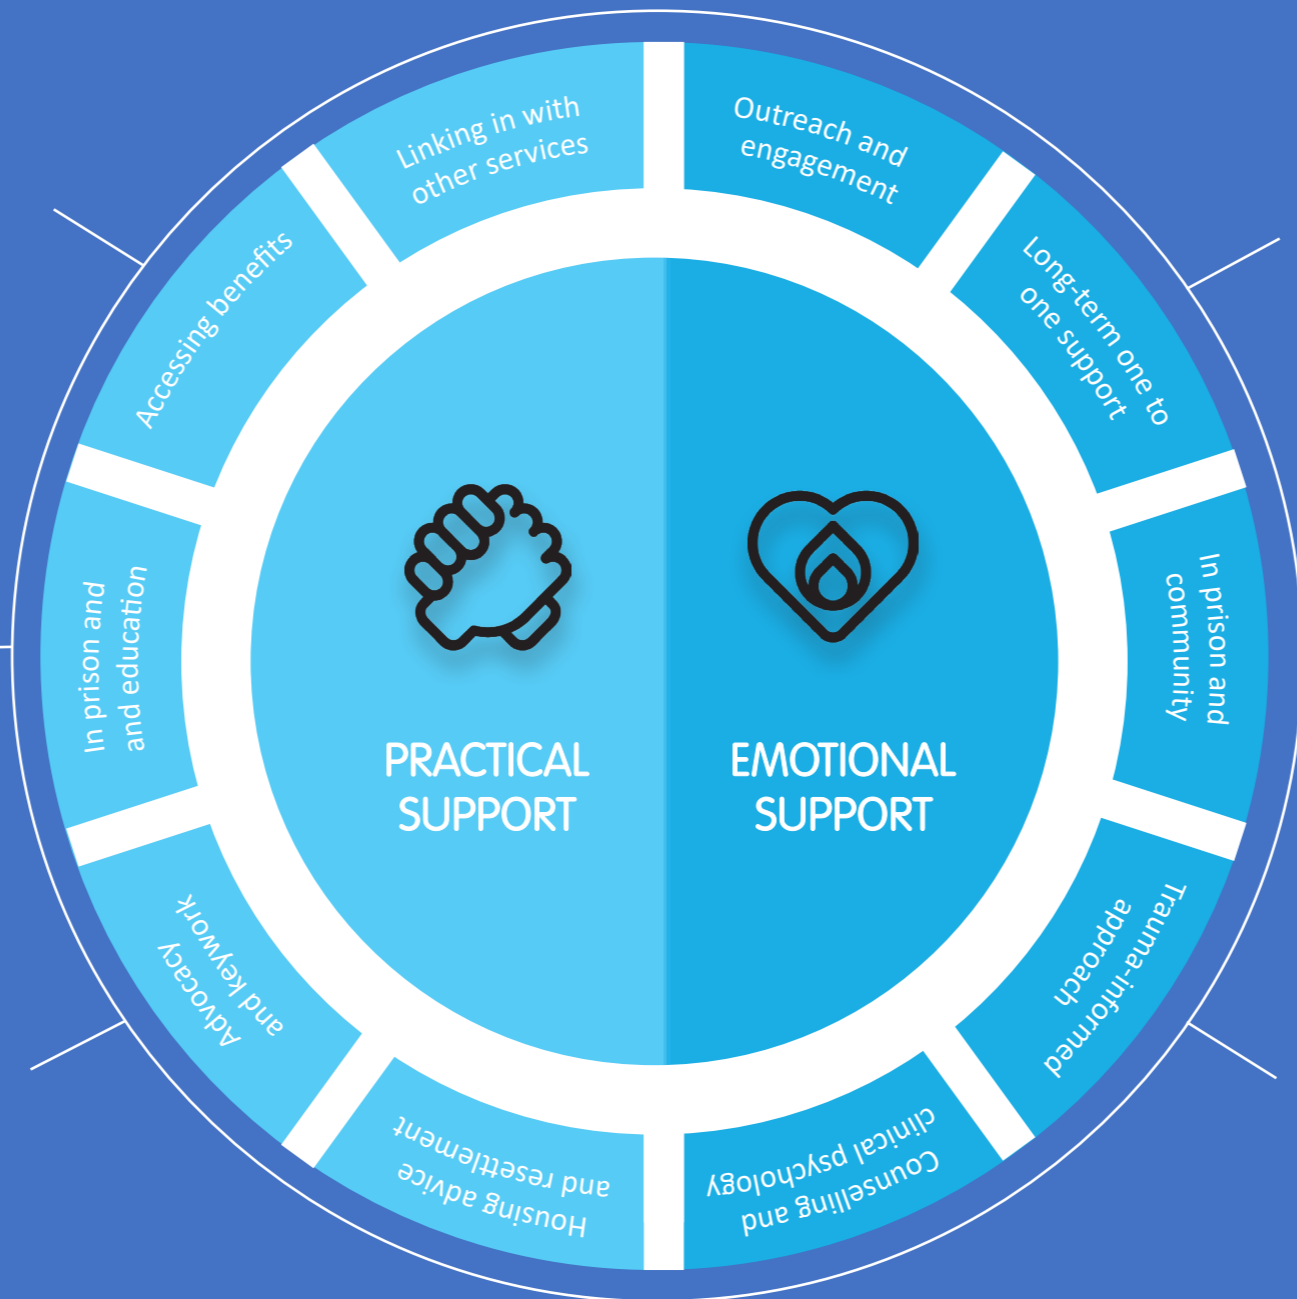 Linking in with
other services
Outreach and
engagement
Accessing benefits
Long-term one to
one support
In prison and
and education
In prison and
community
PRACTICAL
SUPPORT
EMOTIONAL
SUPPORT
Advocacy
and keywork
Trauma-informed
approach
Housing advice
and resettlement
Counselling and
clinical psychology